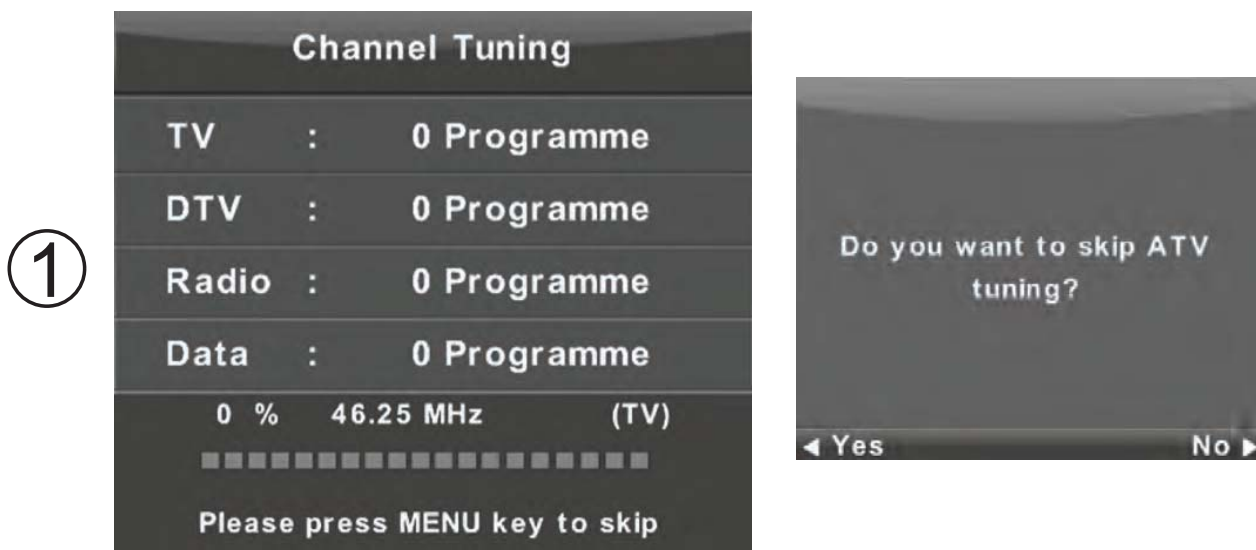 ①
Channel Tuning
TV : 0 Programme
DTV : 0 Programme
Radio : 0 Programme
Data : 0 Programme
0 % 46.25 MHz (TV)
Please press MENU key to skip
Do you want to skip ATV
tuning?
◄ Yes No ►